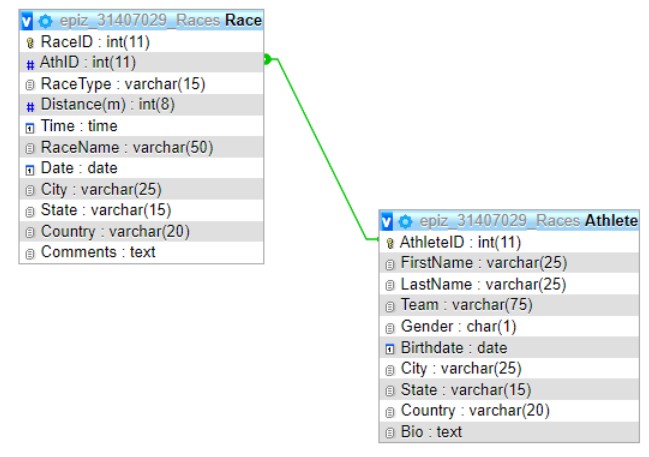 epiz_31407029_Races Race
RaceID : int(11)
# AthID : int(11)
RaceType : varchar(15)
# Distance(m) : int(8)
Time : time
RaceName : varchar(50)
Date : date
City : varchar(25)
State : varchar(15)
Country : varchar(20)
Comments : text
epiz_31407029_Races Athlete
AthleteID : int(11)
FirstName : varchar(25)
LastName : varchar(25)
Team : varchar(75)
Gender : char(1)
Birthdate : date
City : varchar(25)
State : varchar(15)
Country : varchar(20)
Bio : text